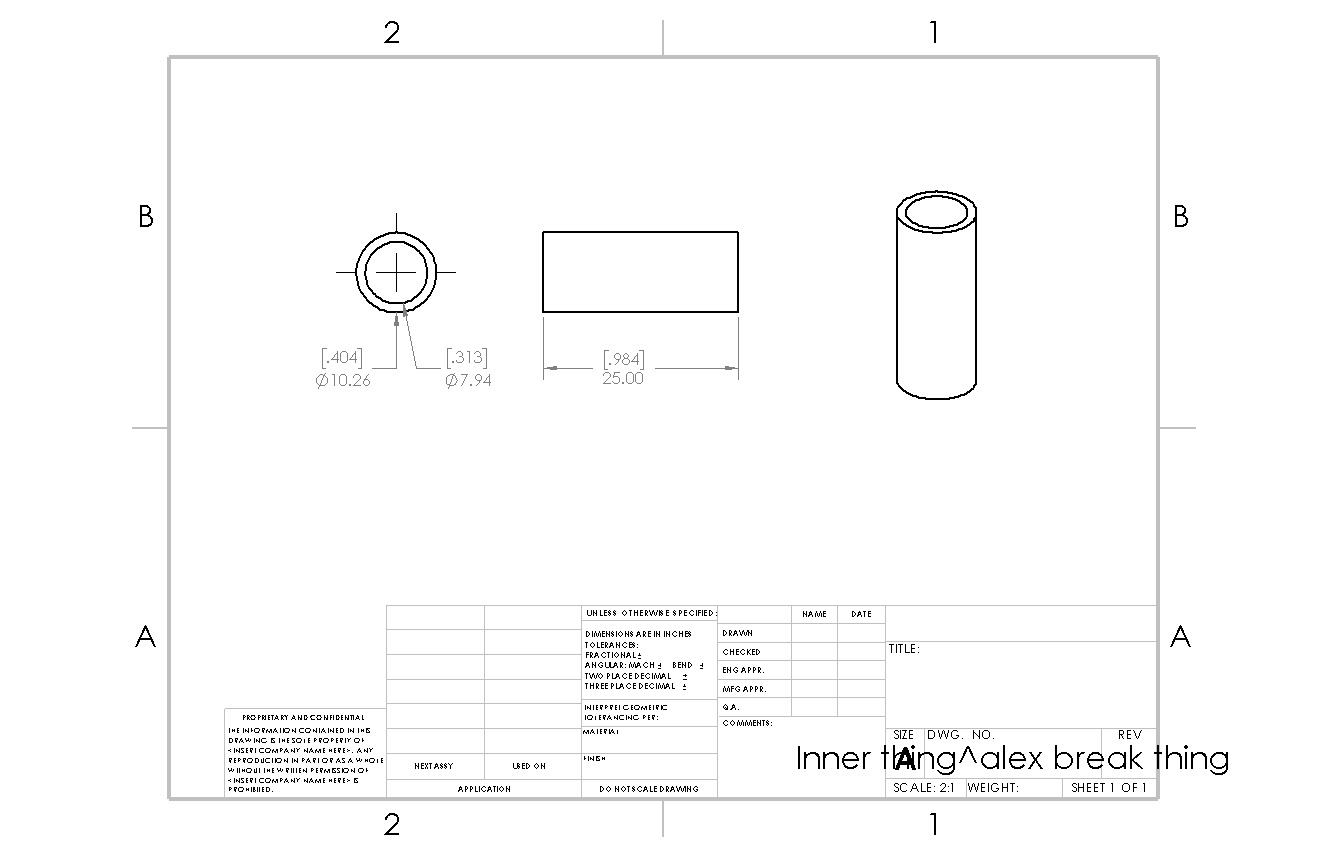 2 1
B B
[.404] [.313] [.984]
Ø10.26 Ø7.94 25.00
A A
UNLESS OTHERWISE SPECIFIED:
DIMENSIONS ARE IN INCHES
TOLERANCES:
FRACTIONAL±
ANGULAR: MACH± BEND ±
TWO PLACE DECIMAL ±
THREE PLACE DECIMAL ±
INTERPRET GEOMETRIC
TOLERANCING PER:
MATERIAL
FINISH
DO NOT SCALE DRAWING
NAME DATE
DRAWN
CHECKED
ENG APPR.
MFG APPR.
Q.A.
COMMENTS:
TITLE:
SIZE DWG. NO. REV
A
Inner thing^alex break thing
SCALE: 2:1 WEIGHT: SHEET 1 OF 1
PROPRIETARY AND CONFIDENTIAL
THE INFORMATION CONTAINED IN THIS
DRAWING IS THE SOLE PROPERTY OF
<INSERT COMPANY NAME HERE>. ANY
REPRODUCTION IN PART OR AS A WHOLE
WITHOUT THE WRITTEN PERMISSION OF
<INSERT COMPANY NAME HERE> IS
PROHIBITED.
NEXT ASSY USED ON
APPLICATION
2 1